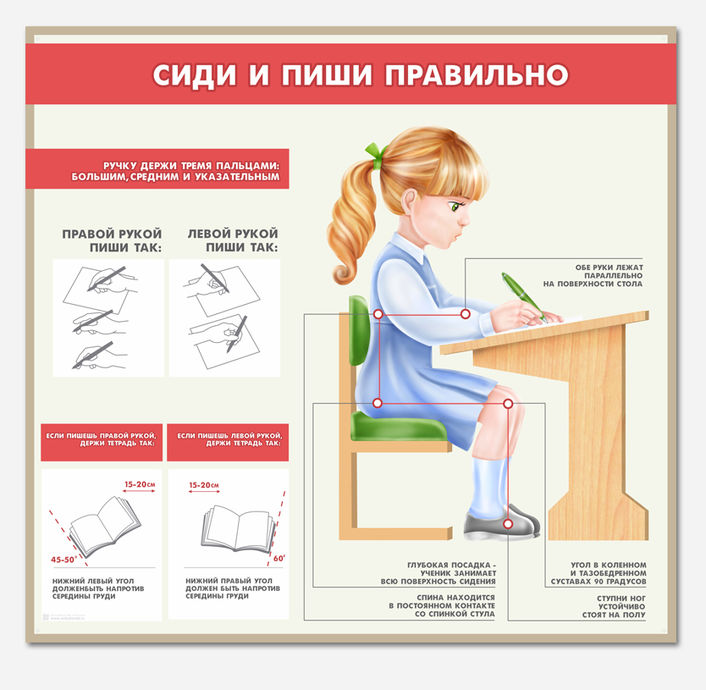 СИДИ И ПИШИ ПРАВИЛЬНО
РУЧКУ ДЕРЖИ ТРЕМЯ ПАЛЬЦАМИ:
БОЛЬШИМ,СРЕДНИМ И УКАЗАТЕЛЬНЫМ
ПРАВОЙ РУКОЙ
ПИШИ ТАК:
ЛЕВОЙ РУКОЙ
ПИШИ ТАК:
ОБЕ РУКИ ЛЕЖАТ
ПАРАЛЛЕЛЬНО
НА ПОВЕРХНОСТИ СТОЛА
ЕСЛИ ПИШЕШЬ ПРАВОЙ РУКОЙ,
ДЕРЖИ ТЕТРАДЬ ТАК:
ЕСЛИ ПИШЕШЬ ЛЕВОЙ РУКОЙ,
ДЕРЖИ ТЕТРАДЬ ТАК:
15-20см
45-50°
15-20см
60°
НИЖНИЙ ЛЕВЫЙ УГОЛ
ДОЛЖЕНБЫТЬ НАПРОТИВ
СЕРЕДИНЫ ГРУДИ
НИЖНИЙ ПРАВЫЙ УГОЛ
ДОЛЖЕН БЫТЬ НАПРОТИВ
СЕРЕДИНЫ ГРУДИ
ГЛУБОКАЯ ПОСАДКА -
УЧЕНИК ЗАНИМАЕТ
ВСЮ ПОВЕРХНОСТЬ СИДЕНИЯ
СПИНА НАХОДИТСЯ
В ПОСТОЯННОМ КОНТАКТЕ
СО СПИНКОЙ СТУЛА
УГОЛ В КОЛЕННОМ
И ТАЗОБЕДРЕННОМ
СУСТАВАХ 90 ГРАДУСОВ
СТУПНИ НОГ
УСТОЙЧИВО
СТОЯТ НА ПОЛУ